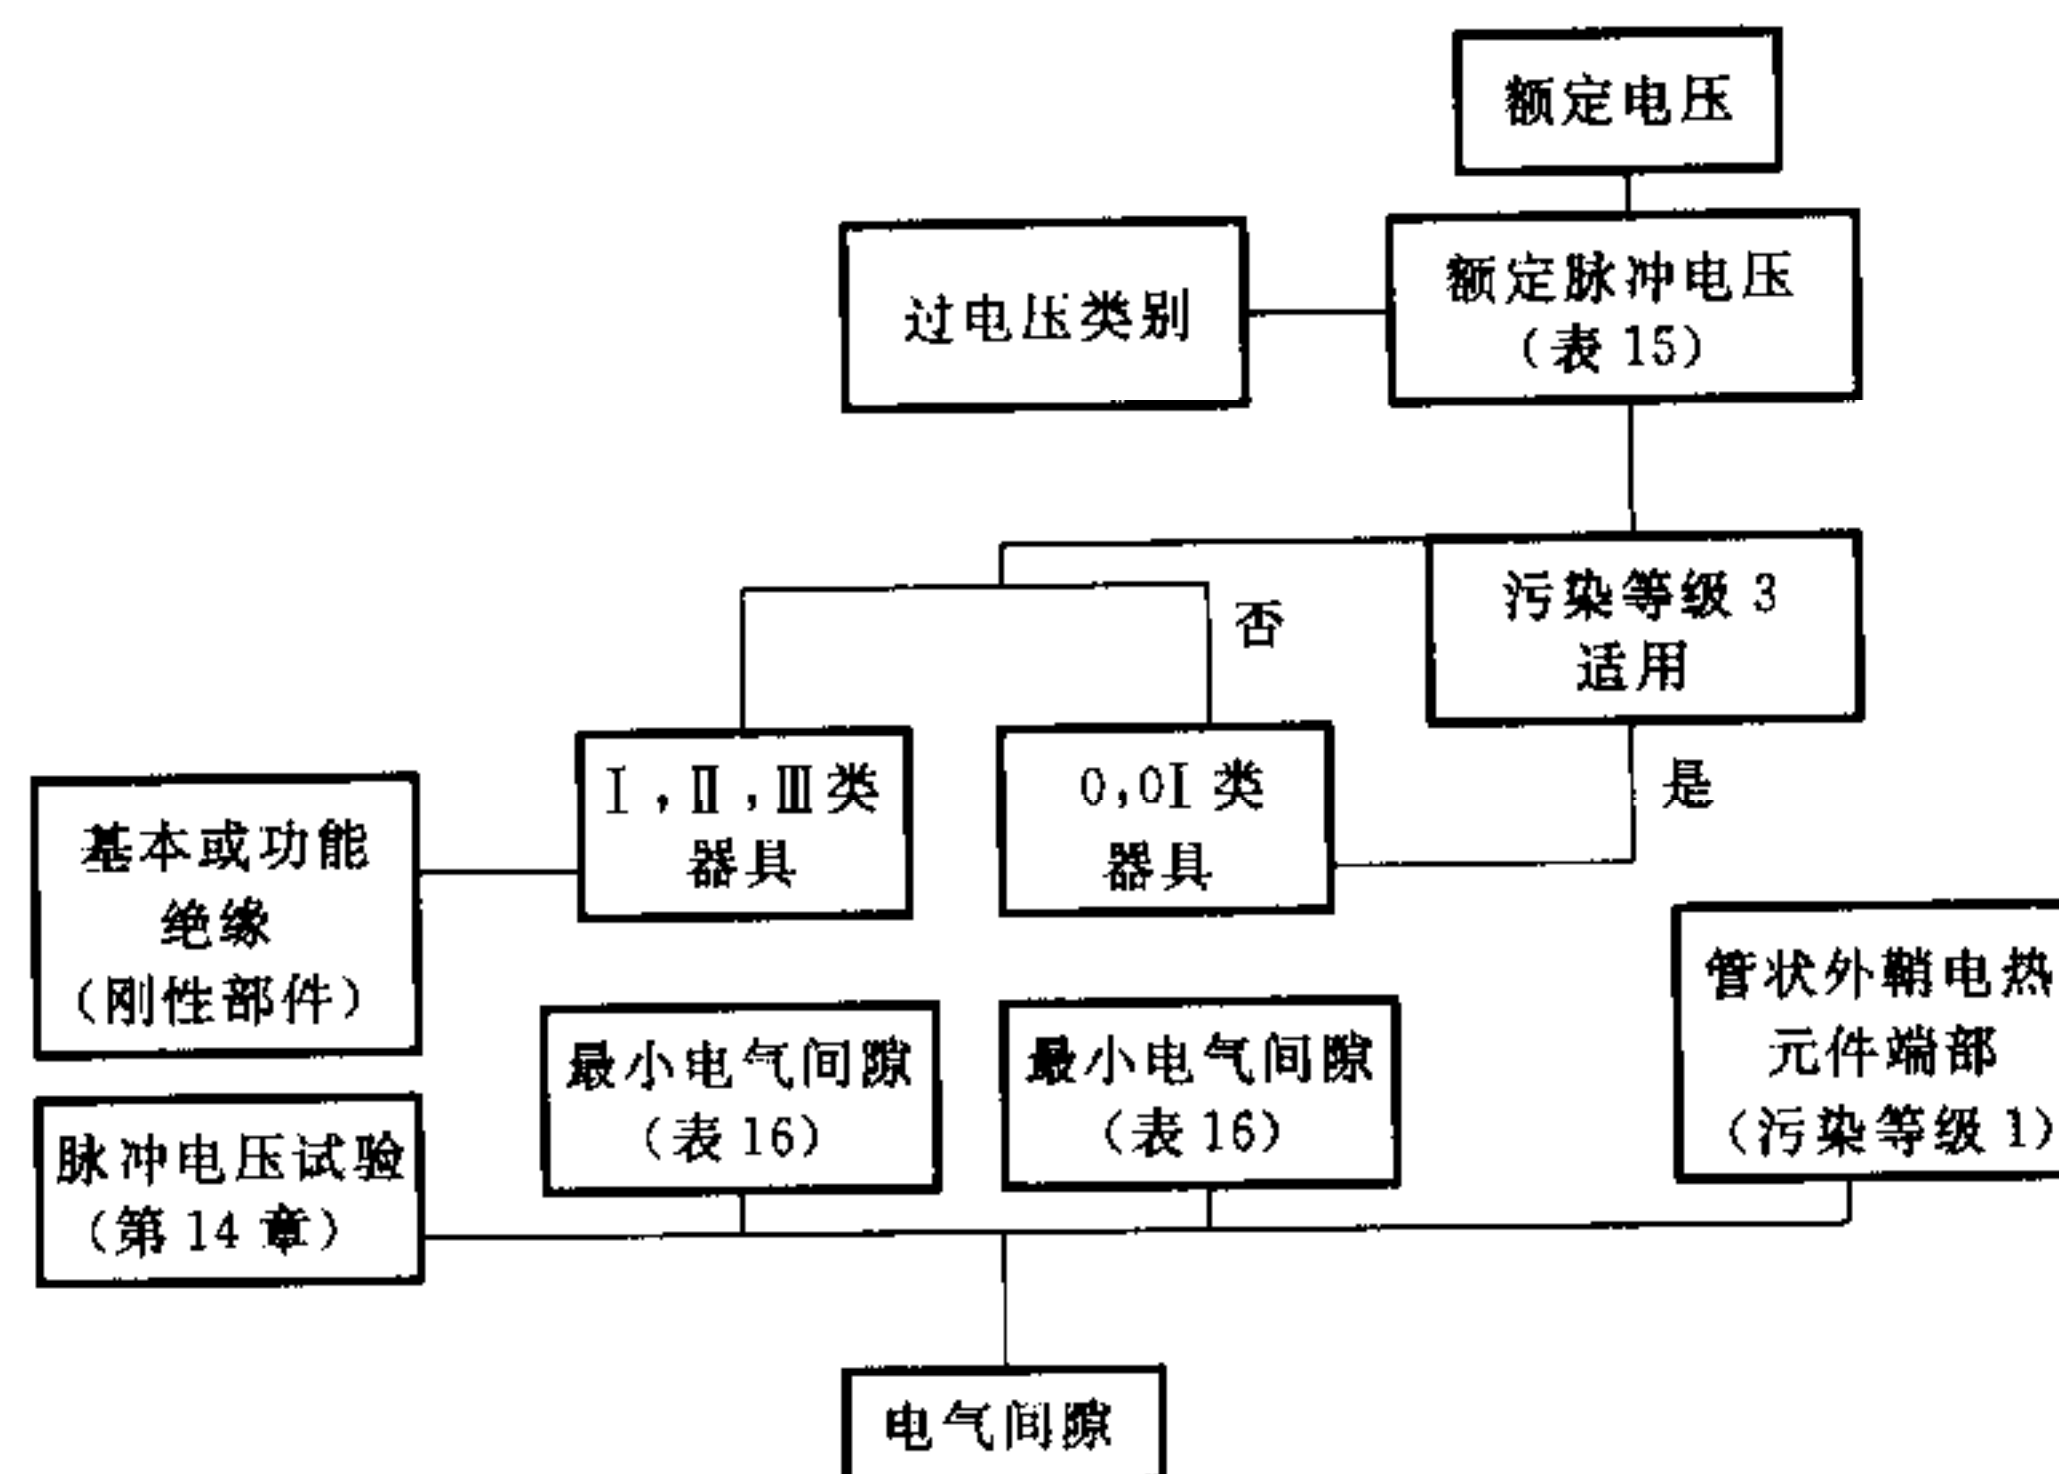 额定电压
过电压类别
额定脉冲电压
（表 15）
污染等级 3
适用
否
是
Ⅰ,Ⅱ,Ⅲ类
器具
0,0Ⅰ 类
器具
基本或功能
绝缘
（刚性部件）
管状外鞘电热
元件端部
（污染等级 1）
最小电气间隙
（表 16）
最小电气间隙
（表 16）
脉冲电压试验
（第 14 章）
电气间隙